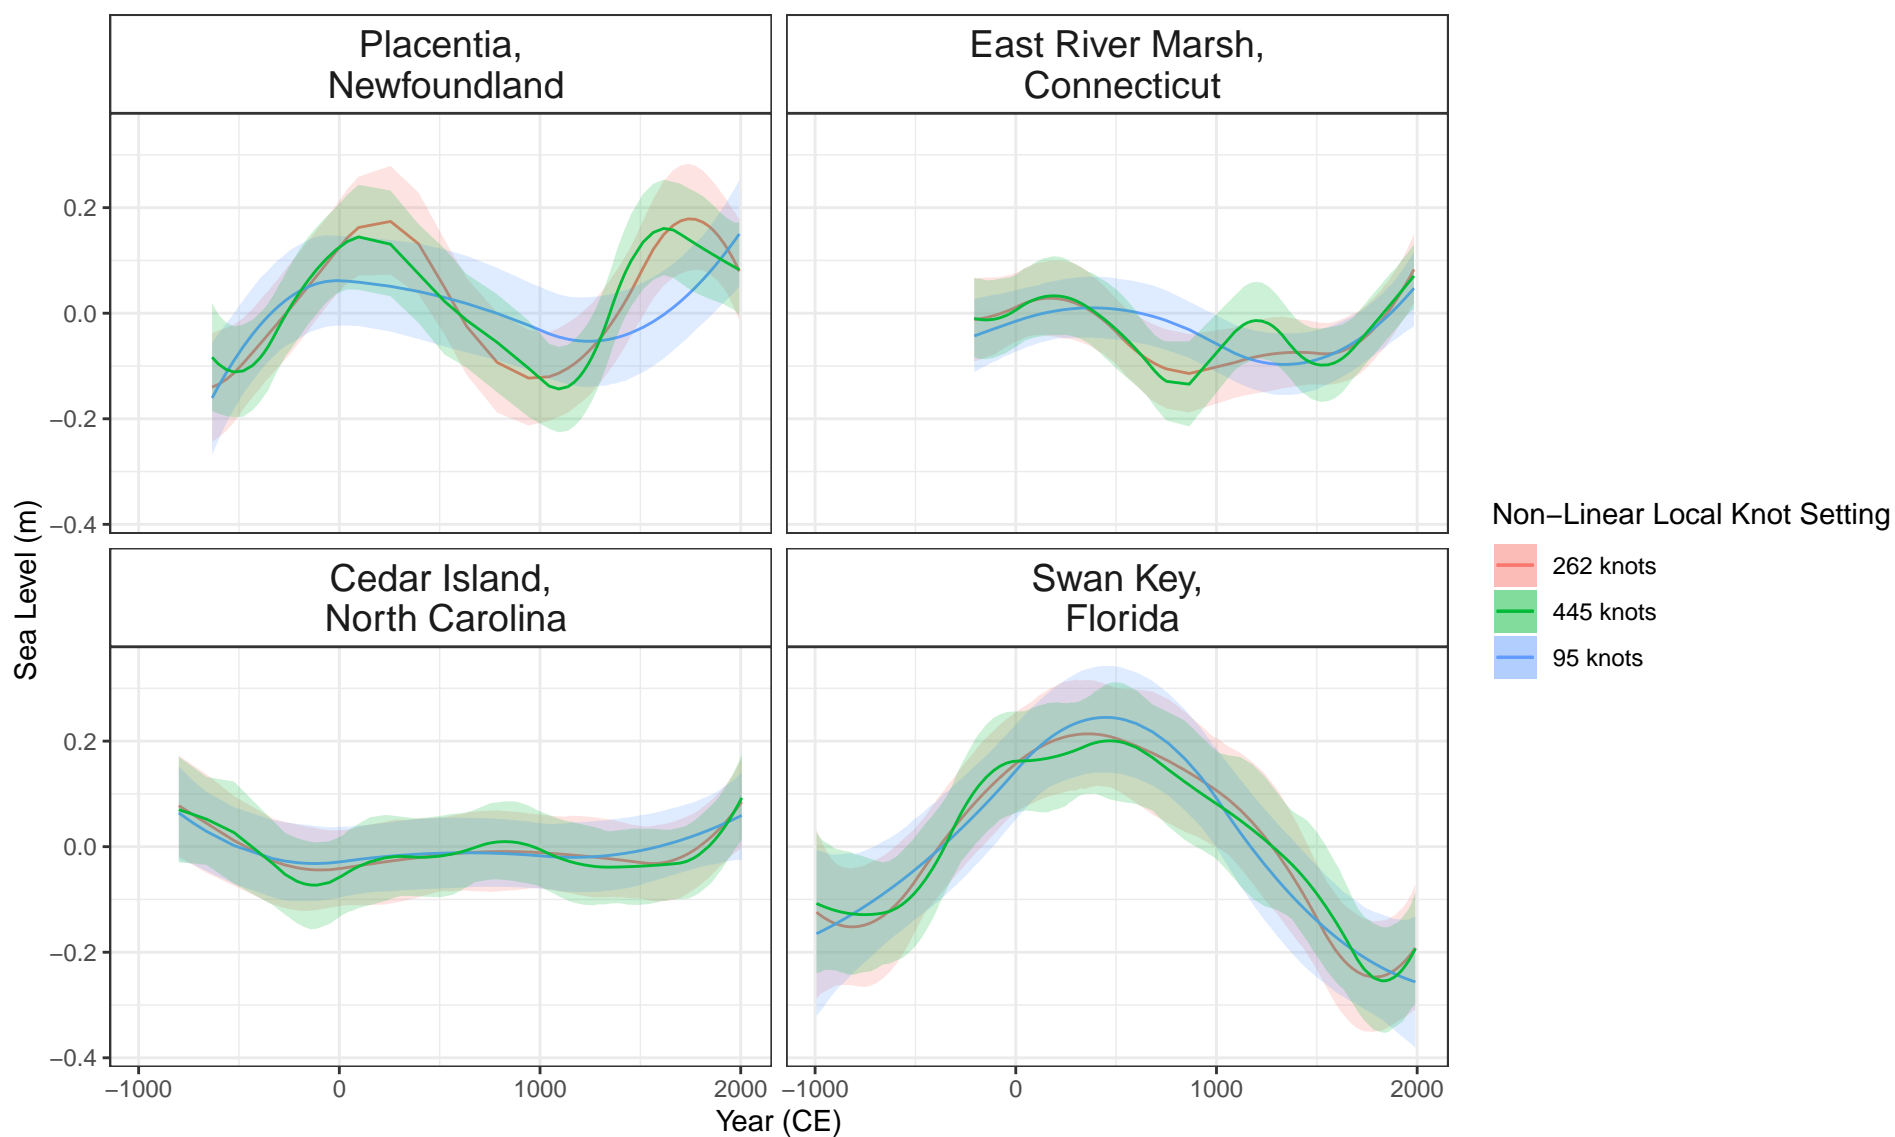 Placentia,
Newfoundland
East River Marsh,
Connecticut
0.2
0.0
−0.2
−0.4
Cedar Island,
North Carolina
Swan Key,
Florida
0.2
0.0
−0.2
−0.4
−1000
0
1000
2000
−1000
0
1000
2000
Year (CE)
Sea Level (m)
Non−Linear Local Knot Setting
262 knots
445 knots
95 knots